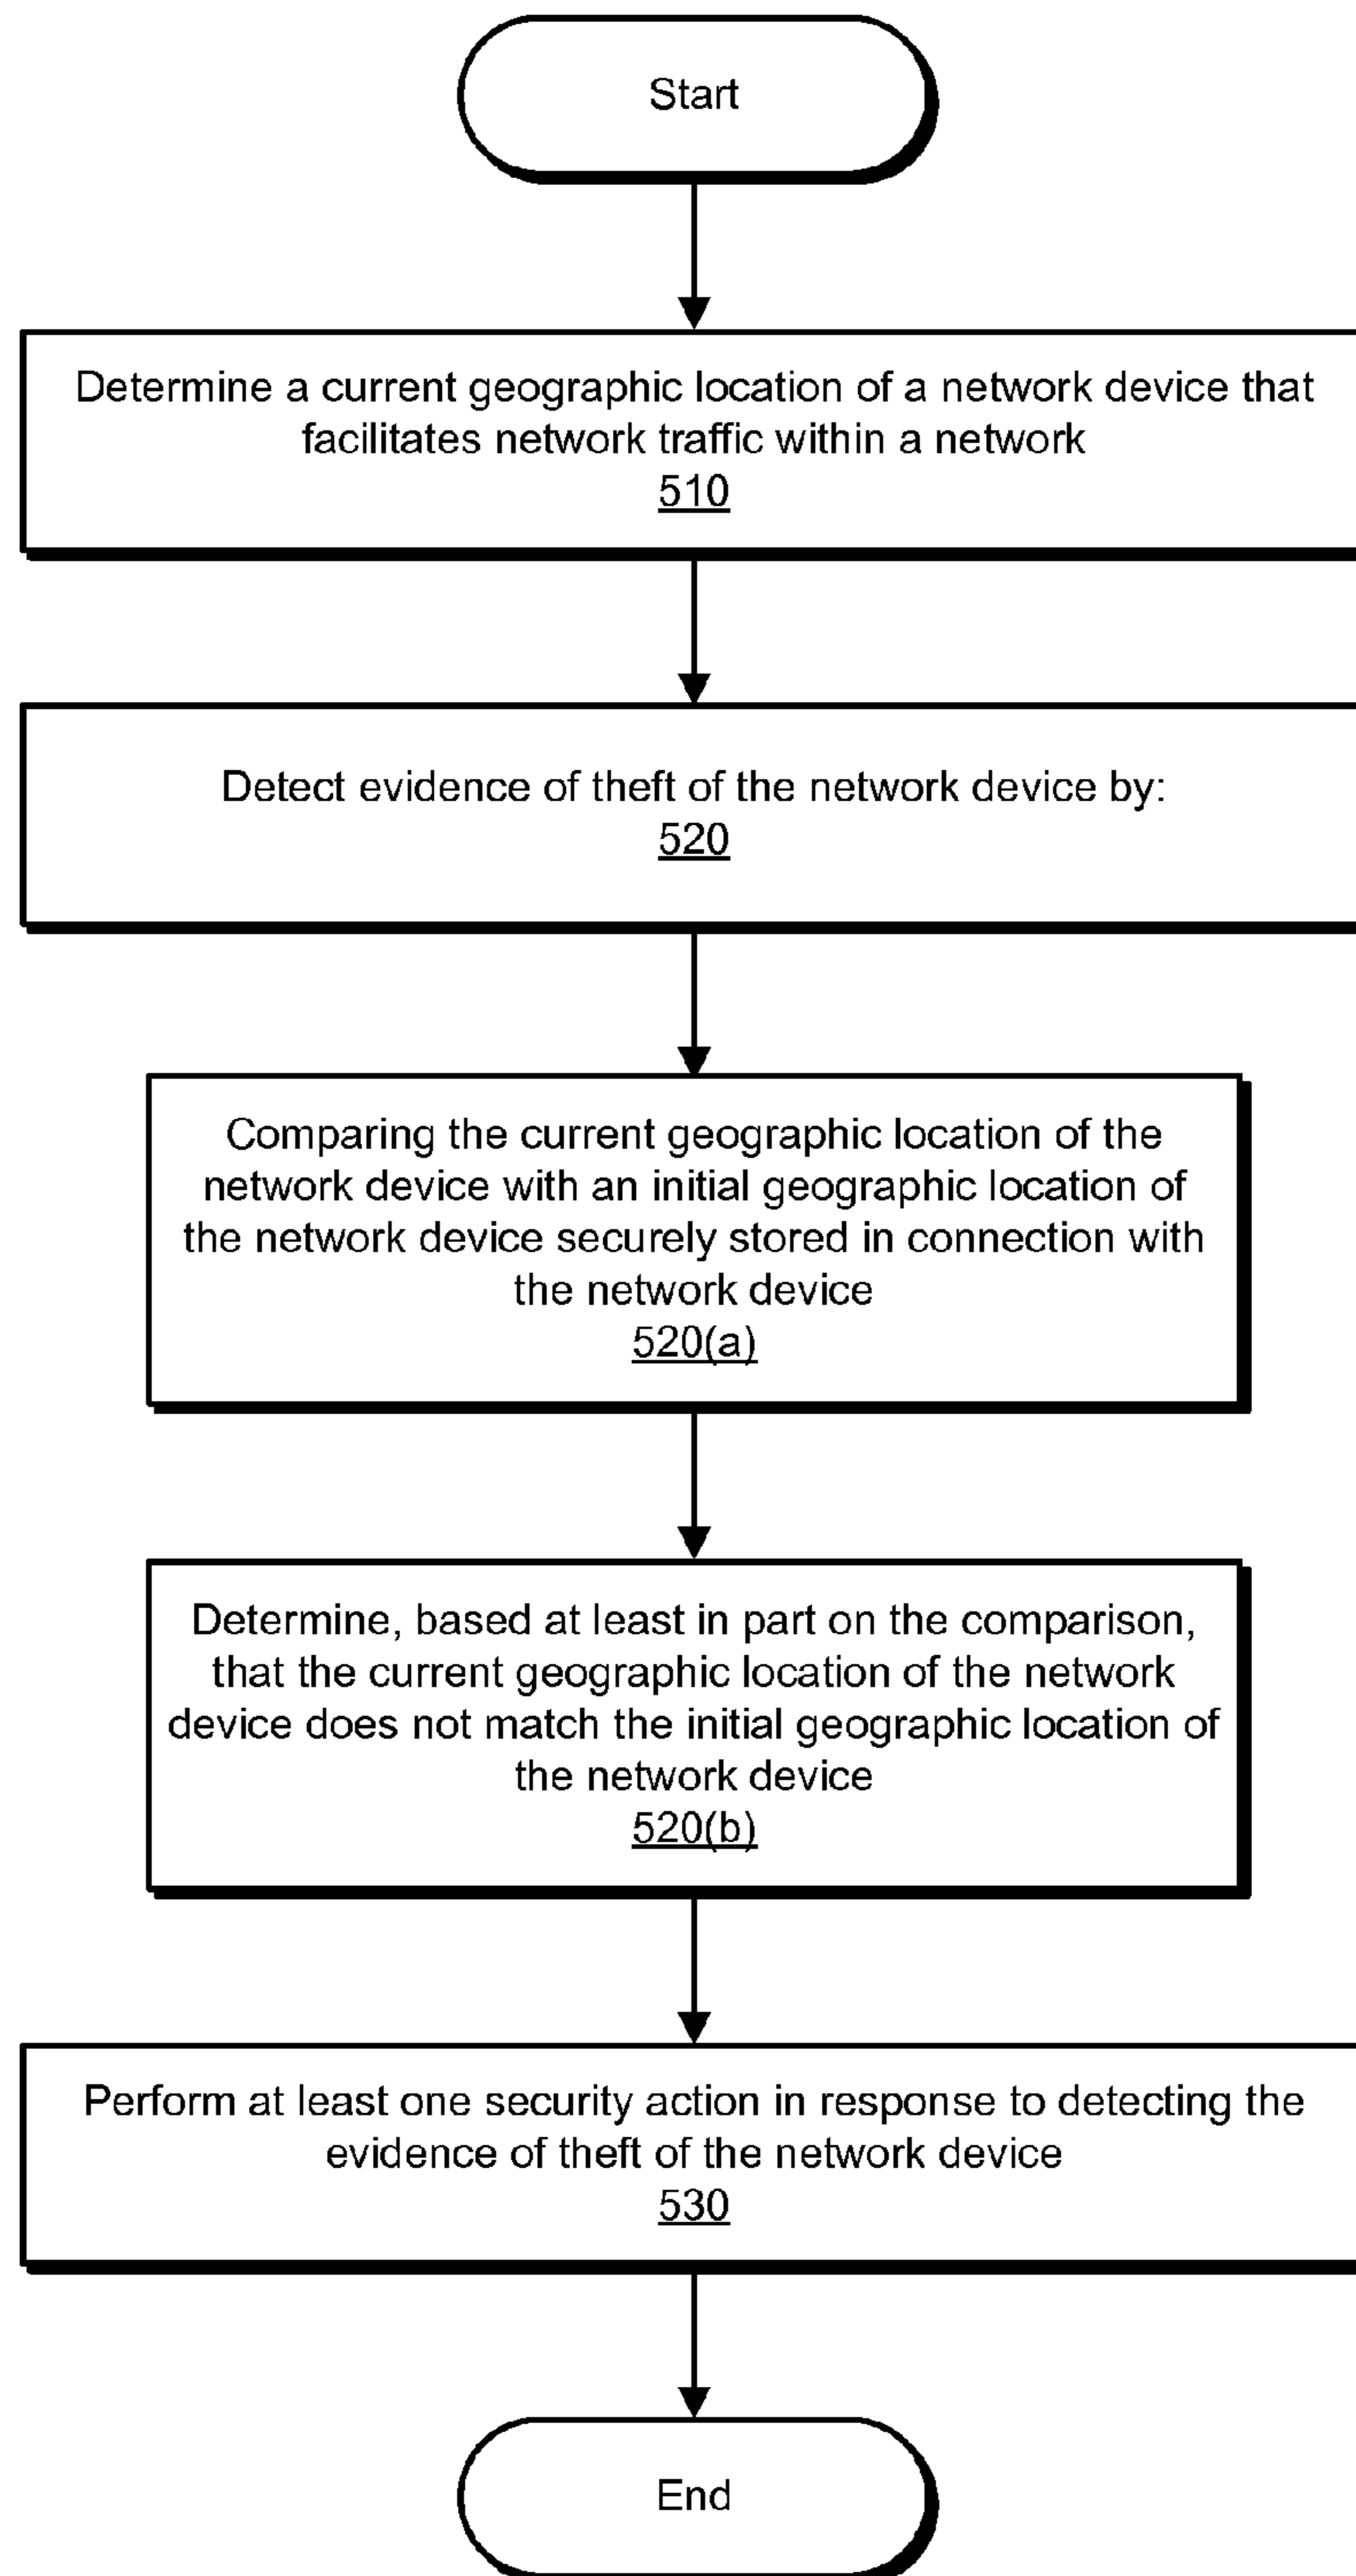 Start
Determine a current geographic location of a network device that
facilitates network traffic within a network
510
Detect evidence of theft of the network device by:
520
Comparing the current geographic location of the
network device with an initial geographic location of
the network device securely stored in connection with
the network device
520(a)
Determine, based at least in part on the comparison,
that the current geographic location of the network
device does not match the initial geographic location of
the network device
520(b)
Perform at least one security action in response to detecting the
evidence of theft of the network device
530
End